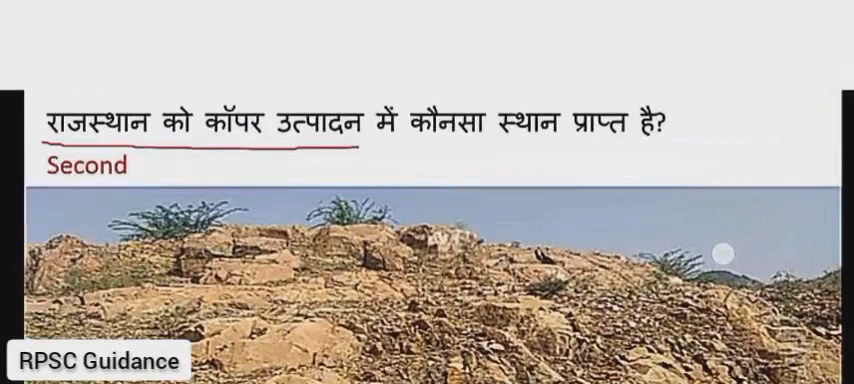 राजस्थान को कॉपर उत्पादन में कौनसा स्थान प्राप्त है?
Second
RPSC Guidance